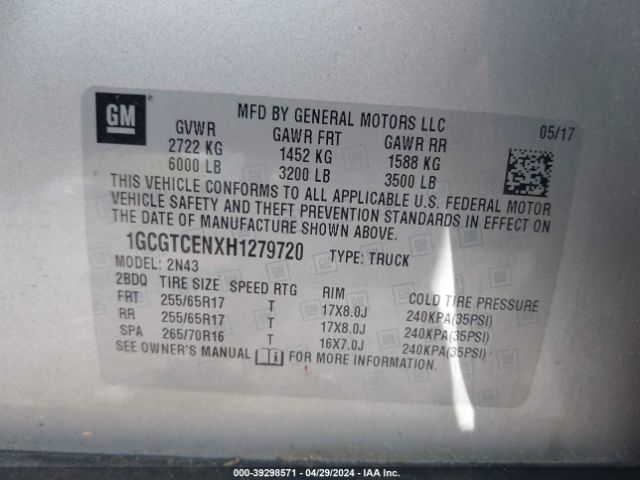 GM
MFD BY GENERAL MOTORS LLC
05/17
GVWR GAWR FRT GAWR RR
2722 KG 1452 KG 1588 KG
6000 LB 3200 LB 3500 LB
THIS VEHICLE CONFORMS TO ALL APPLICABLE U.S. FEDERAL MOTOR
VEHICLE SAFETY AND THEFT PREVENTION STANDARDS IN EFFECT ON
THE DATE OF MANUFACTURE SHOWN ABOVE.
1GCGTCENXH1279720 TYPE: TRUCK
MODEL: 2N43
2BDQ TIRE SIZE SPEED RTG RIM COLD TIRE PRESSURE
FRT 255/65R17 T 17X8.0J 240KPA(35PSI)
RR 255/65R17 T 17X8.0J 240KPA(35PSI)
SPA 265/70R16 T 16X7.0J 240KPA(35PSI)
SEE OWNER'S MANUAL FOR MORE INFORMATION.
000-39298571 - 04/29/2024 - IAA Inc.